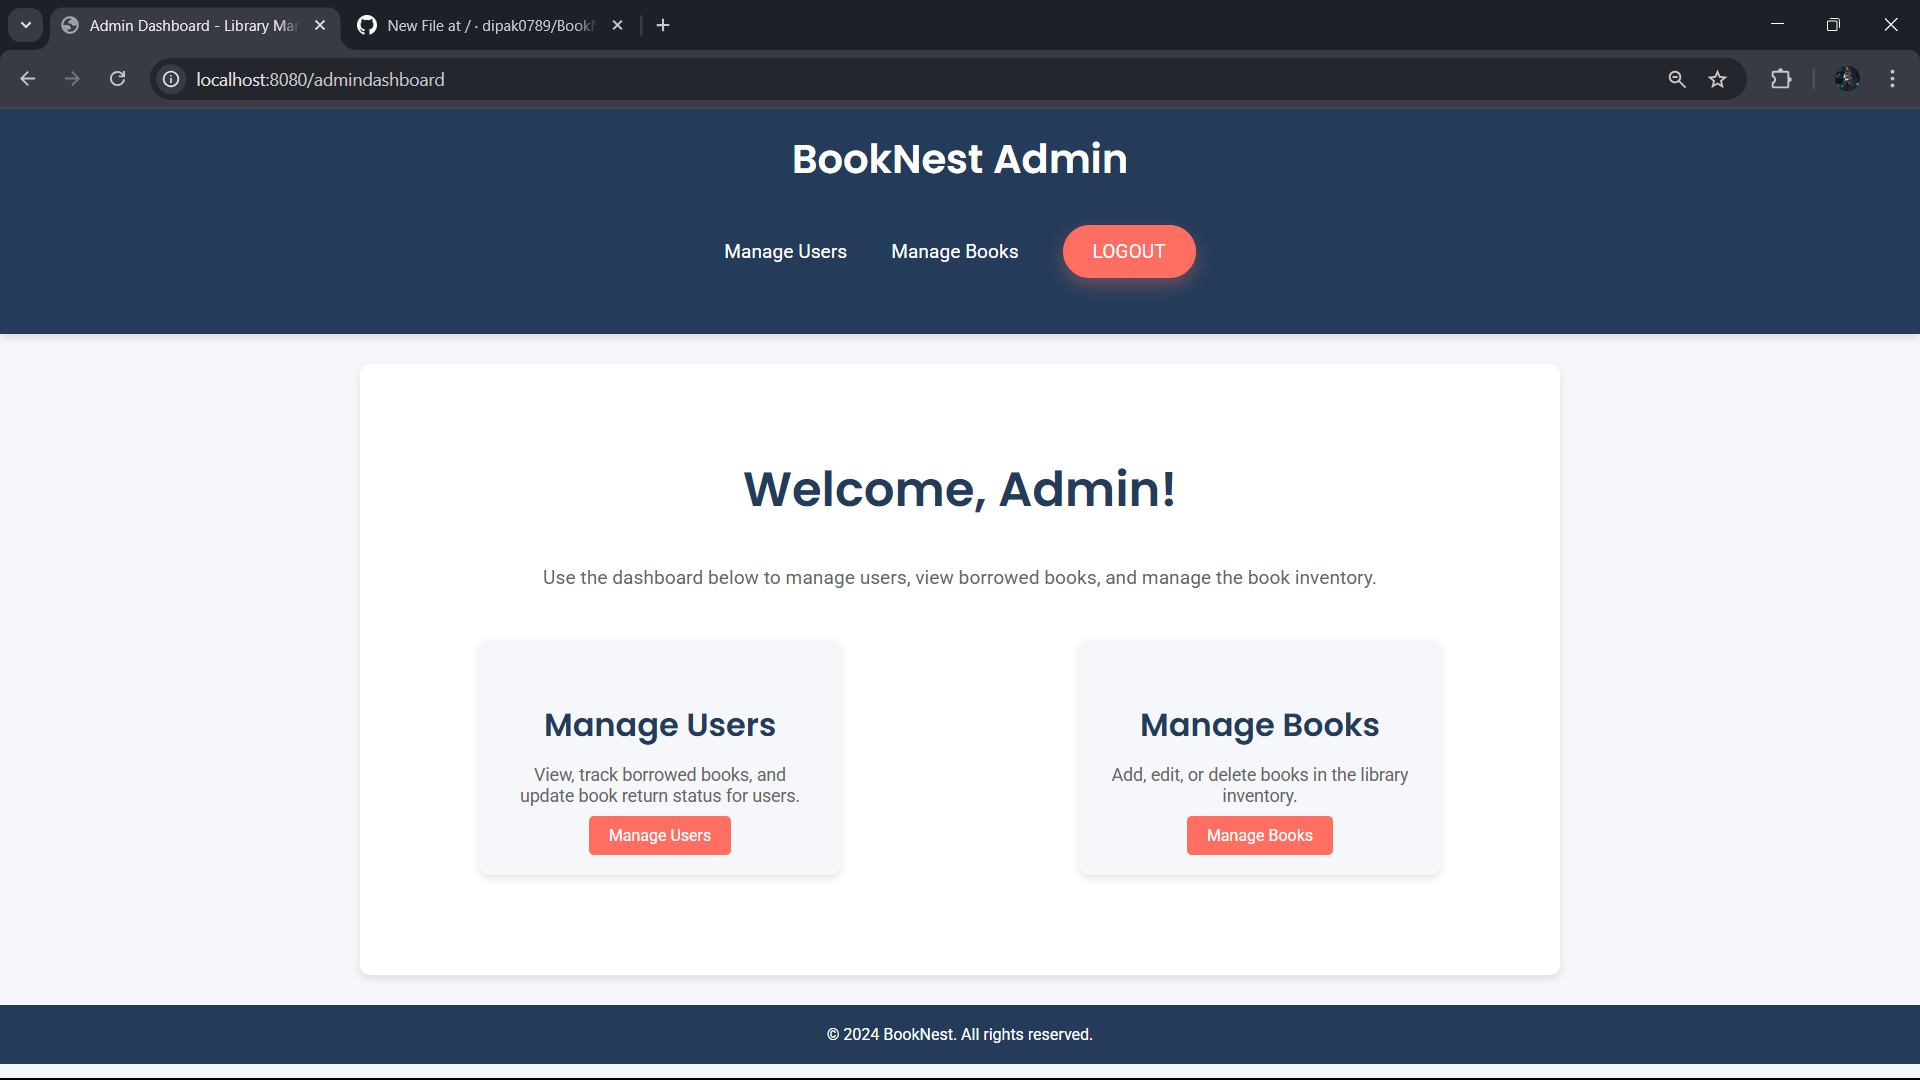 Admin Dashboard - Library Mar
New File at / · dipak0789/Book
localhost:8080/admindashboard
BookNest Admin
Manage Users
Manage Books
LOGOUT
Welcome, Admin!
Use the dashboard below to manage users, view borrowed books, and manage the book inventory.
Manage Users
View, track borrowed books, and
update book return status for users.
Manage Users
Manage Books
Add, edit, or delete books in the library
inventory.
Manage Books
© 2024 BookNest. All rights reserved.